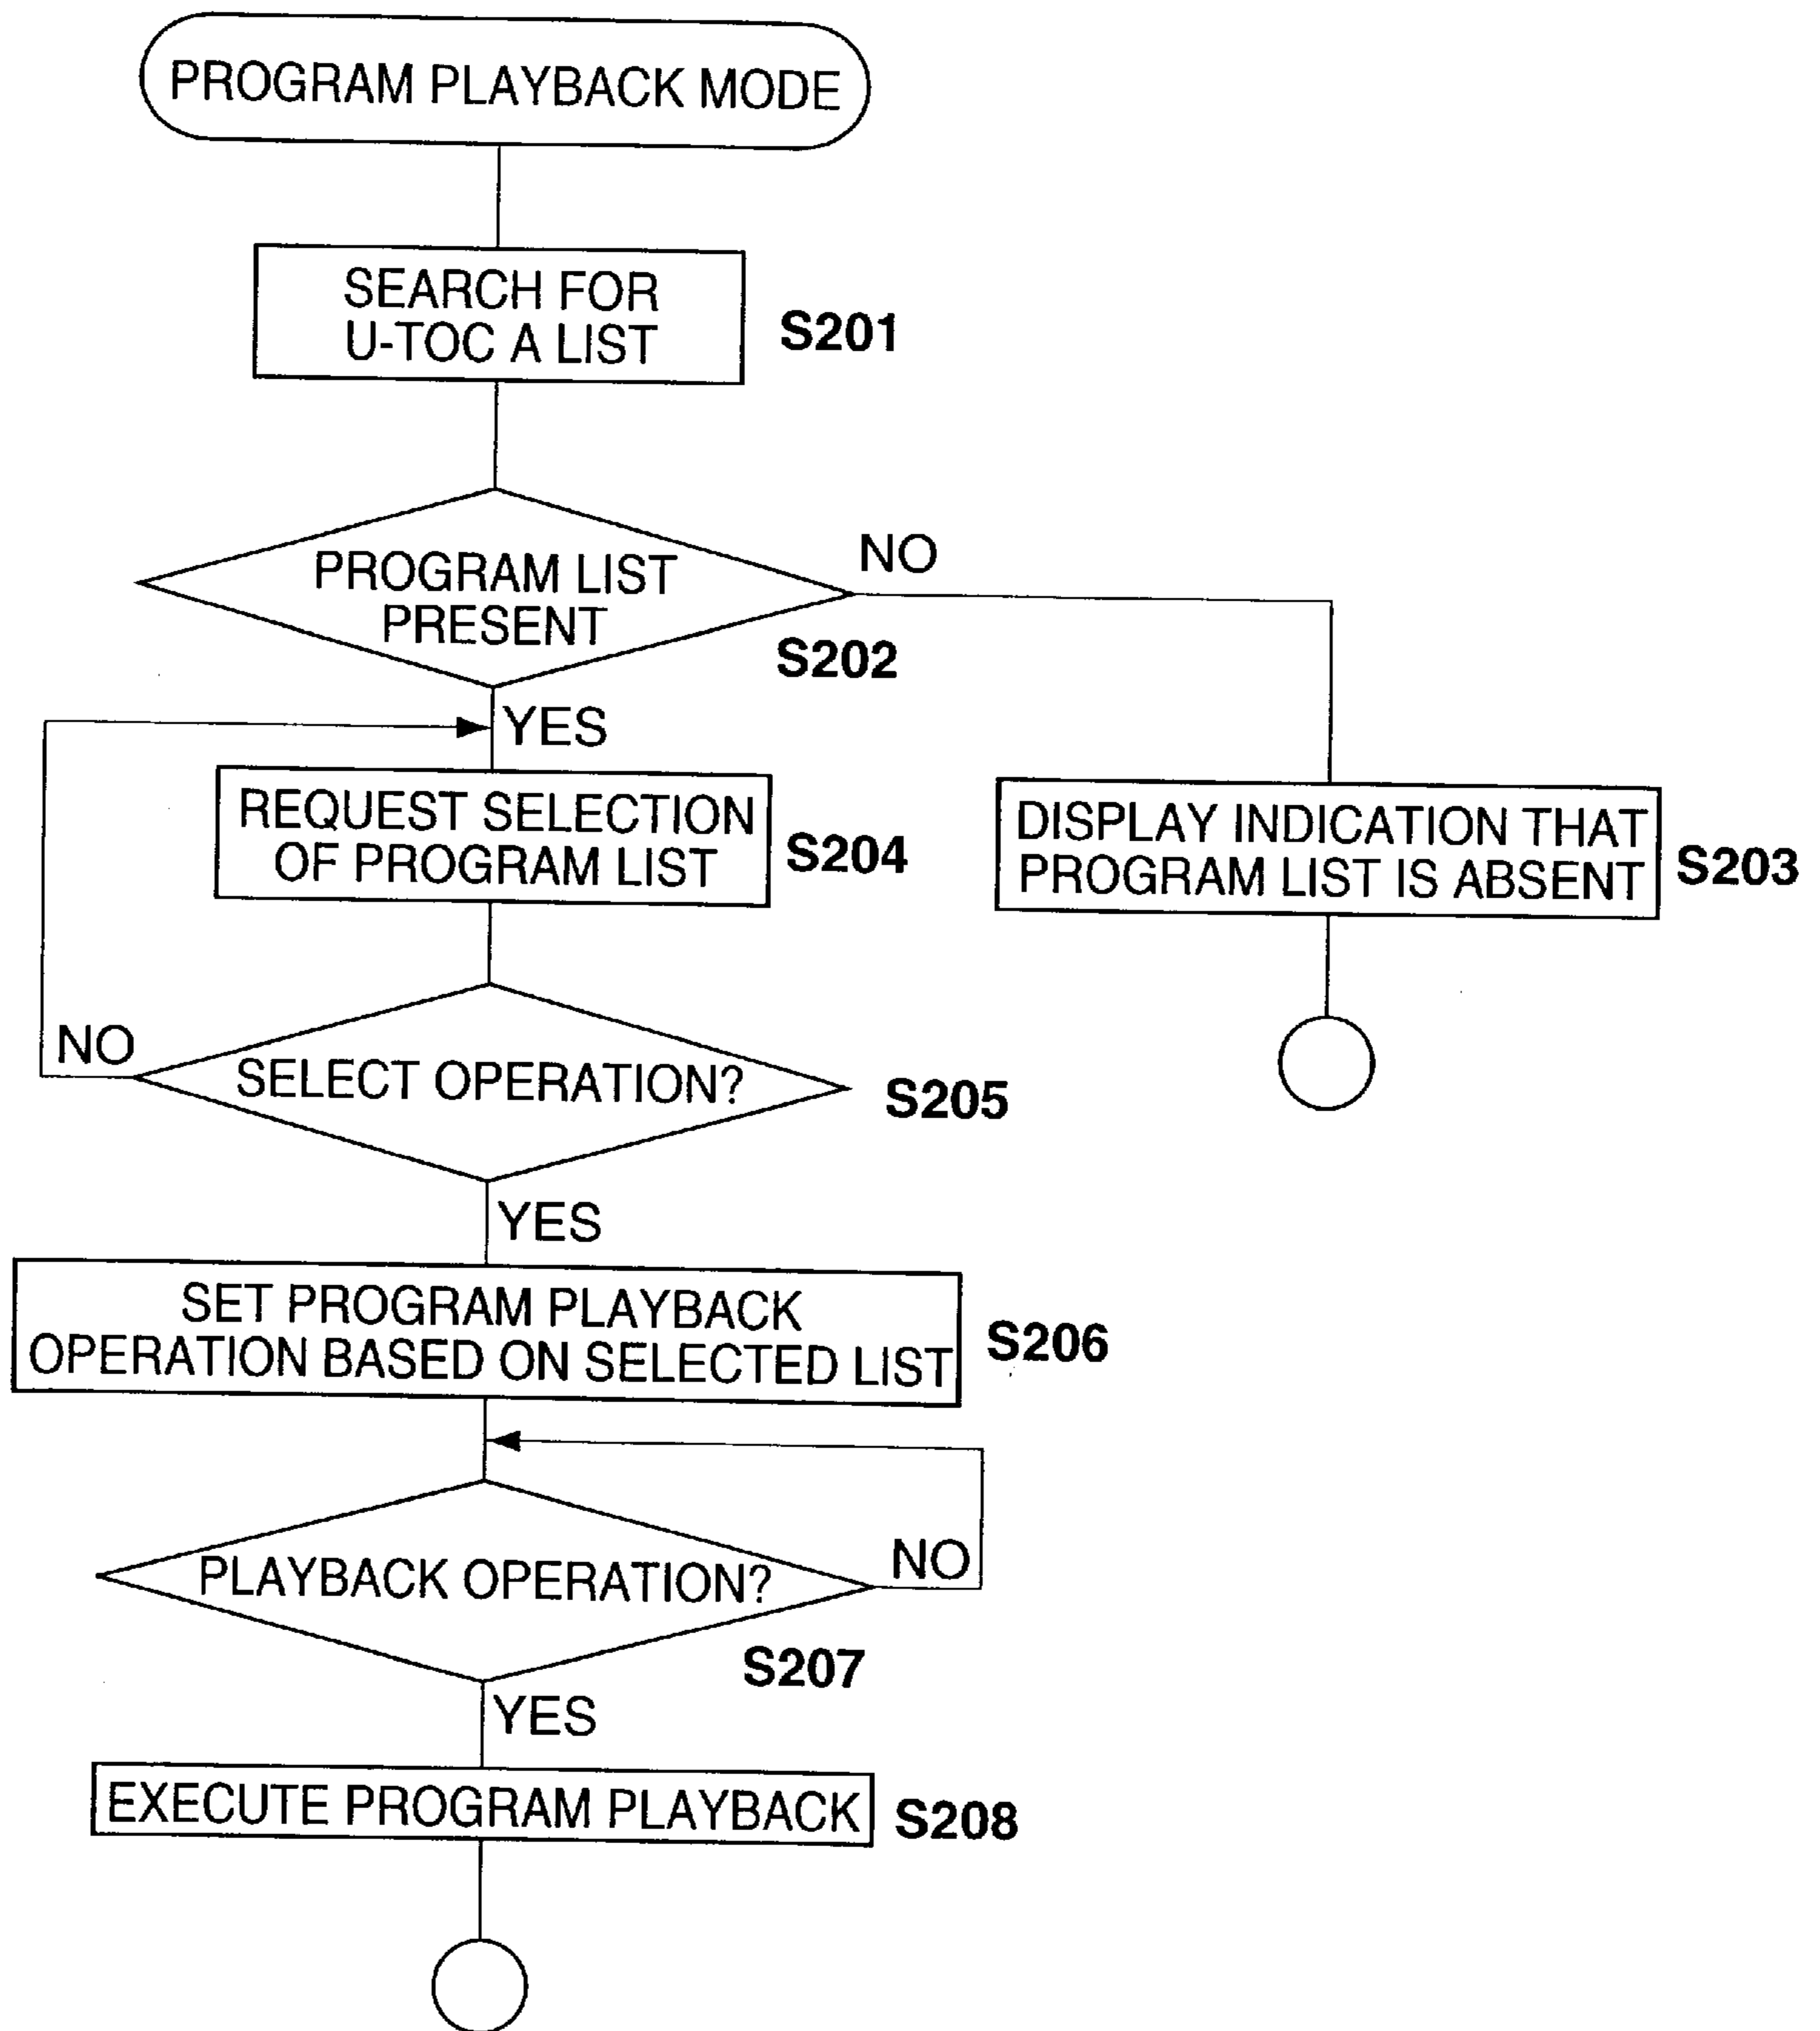 PROGRAM PLAYBACK MODE
SEARCH FOR
U-TOC A LIST
S201
PROGRAM LIST
PRESENT
NO
S202
YES
REQUEST SELECTION
OF PROGRAM LIST
S204
DISPLAY INDICATION THAT
PROGRAM LIST IS ABSENT
S203
NO
SELECT OPERATION?
S205
YES
SET PROGRAM PLAYBACK
OPERATION BASED ON SELECTED LIST
S206
PLAYBACK OPERATION?
NO
S207
YES
EXECUTE PROGRAM PLAYBACK
S208